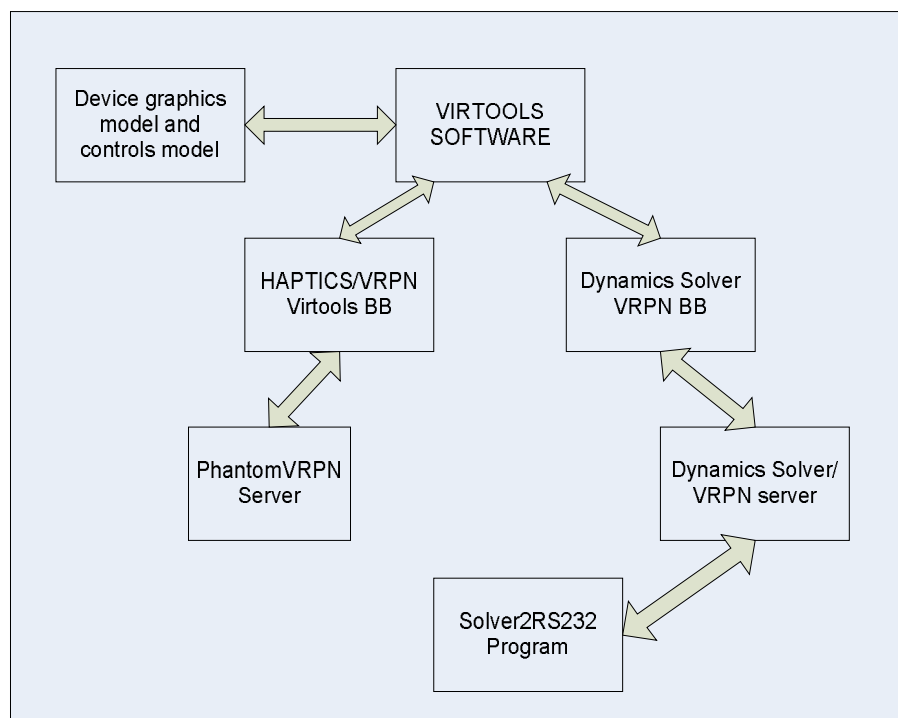 Device graphics
model and
controls model
VIRTOOLS
SOFTWARE
HAPTICS/VRPN
Virtools BB
Dynamics Solver
VRPN BB
PhantomVRPN
Server
Dynamics Solver/
VRPN server
Solver2RS232
Program